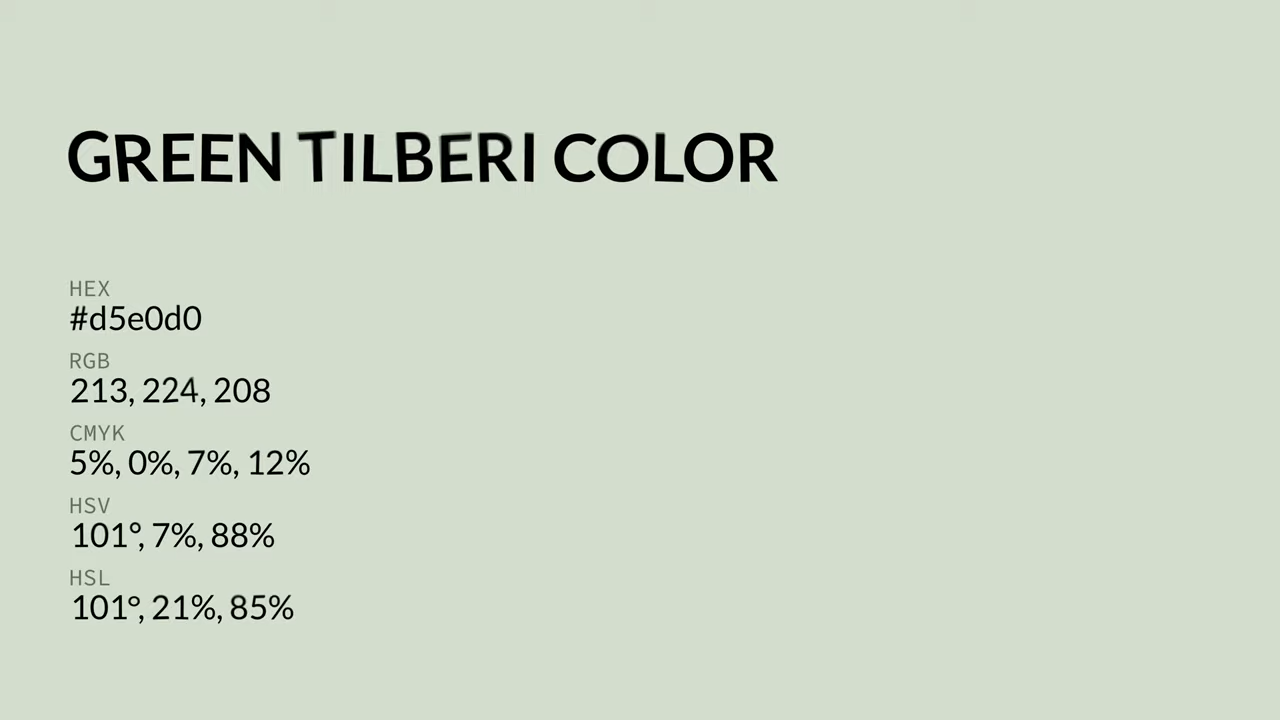 GREEN TILBERI COLOR
HEX
#d5e0d0
RGB
213, 224, 208
CMYK
5%, 0%, 7%, 12%
HSV
101°, 7%, 88%
HSL
101°, 21%, 85%